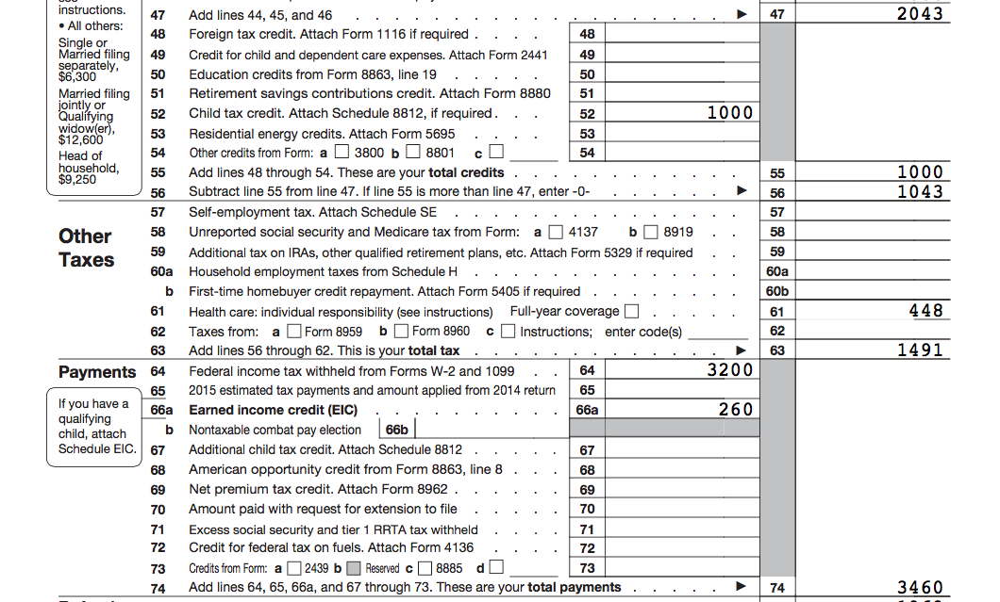 instructions.
• All others:
Single or
Married filing
separately,
$6,300
Married filing
jointly or
Qualifying
widow(er),
$12,600
Head of
household,
$9,250
47 Add lines 44, 45, and 46 . . . . . . . . . . . . . . . . . . ▶ 47 2043
48 Foreign tax credit. Attach Form 1116 if required . . . . 48
49 Credit for child and dependent care expenses. Attach Form 2441 49
50 Education credits from Form 8863, line 19 . . . . . 50
51 Retirement savings contributions credit. Attach Form 8880 51
52 Child tax credit. Attach Schedule 8812, if required . . . 52 1000
53 Residential energy credits. Attach Form 5695 . . . . 53
54 Other credits from Form: a 3800 b 8801 c 54
55 Add lines 48 through 54. These are your total credits . . . . . . . . . . . . 55 1000
56 Subtract line 55 from line 47. If line 55 is more than line 47, enter -0- . . . . . . ▶ 56 1043
Other
Taxes
57 Self-employment tax. Attach Schedule SE . . . . . . . . . . . . . . . 57
58 Unreported social security and Medicare tax from Form: a 4137 b 8919 . . 58
59 Additional tax on IRAs, other qualified retirement plans, etc. Attach Form 5329 if required . . 59
60a Household employment taxes from Schedule H . . . . . . . . . . . . . . 60a
b First-time homebuyer credit repayment. Attach Form 5405 if required . . . . . . . . 60b
61 Health care: individual responsibility (see instructions) Full-year coverage . . . . . 61 448
62 Taxes from: a Form 8959 b Form 8960 c Instructions; enter code(s) 62
63 Add lines 56 through 62. This is your total tax . . . . . . . . . . . . . ▶ 63 1491
Payments
If you have a
qualifying
child, attach
Schedule EIC.
64 Federal income tax withheld from Forms W-2 and 1099 . . 64 3200
65 2015 estimated tax payments and amount applied from 2014 return 65
66a Earned income credit (EIC) . . . . . . . . . . 66a 260
b Nontaxable combat pay election 66b
67 Additional child tax credit. Attach Schedule 8812 . . . . . 67
68 American opportunity credit from Form 8863, line 8 . . . 68
69 Net premium tax credit. Attach Form 8962 . . . . . . 69
70 Amount paid with request for extension to file . . . . . 70
71 Excess social security and tier 1 RRTA tax withheld . . . . 71
72 Credit for federal tax on fuels. Attach Form 4136 . . . . 72
73 Credits from Form: a 2439 b Reserved c 8885 d 73
74 Add lines 64, 65, 66a, and 67 through 73. These are your total payments . . . . . ▶ 74 3460